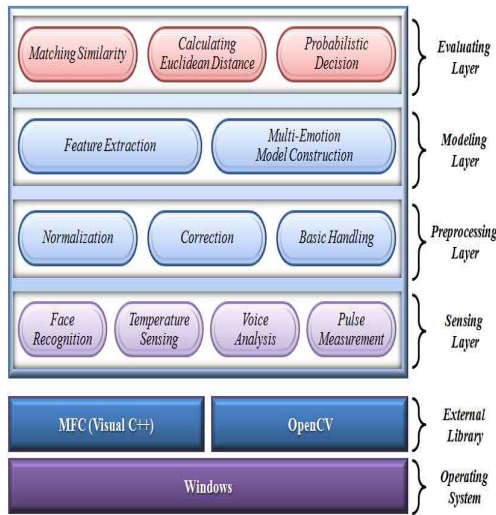 Matching Similarity
Calculating
Euclidean Distance
Probabilistic
Decision
Evaluating
Layer
Feature Extraction
Multi-Emotion
Model Construction
Modeling
Layer
Normalization
Correction
Basic Handling
Preprocessing
Layer
Face
Recognition
Temperature
Sensing
Voice
Analysis
Pulse
Measurement
Sensing
Layer
MFC (Visual C++)
OpenCV
External
Library
Windows
Operating
System